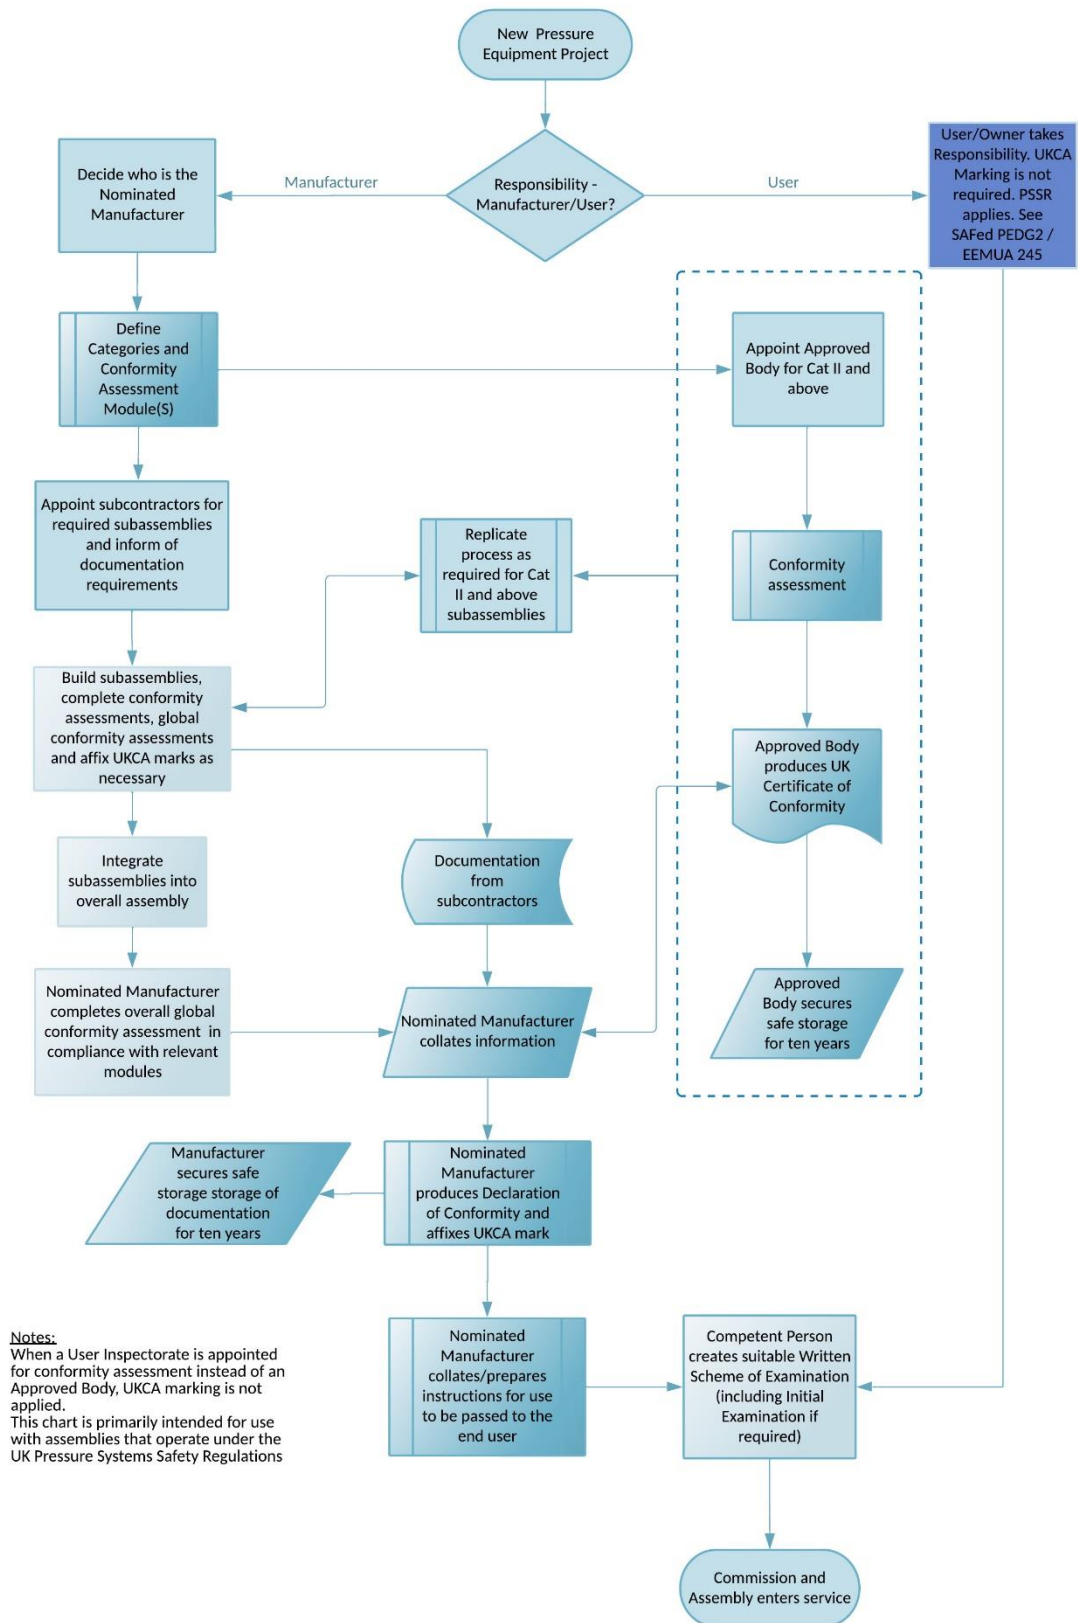 New Pressure
Equipment Project
Decide who is the
Nominated
Manufacturer
Manufacturer
Responsibility -
Manufacturer/User?
User
User/Owner takes
Responsibility. UKCA
Marking is not
required. PSSR
applies. See
SAFed PEDG2 /
EEMUA 245
Define
Categories and
Conformity
Assessment
Module(S)
Appoint Approved
Body for Cat II and
above
Appoint subcontractors for
required subassemblies
and inform of
documentation
requirements
Replicate
process as
required for Cat
II and above
subassemblies
Conformity
assessment
Build subassemblies,
complete conformity
assessments, global
conformity assessments
and affix UKCA marks as
necessary
Approved Body
produces UK
Certificate of
Conformity
Integrate
subassemblies into
overall assembly
Documentation
from
subcontractors
Nominated Manufacturer
completes overall global
conformity assessment in
compliance with relevant
modules
Nominated Manufacturer
collates information
Approved
Body secures
safe storage
for ten years
Manufacturer
secures safe
storage storage of
documentation
for ten years
Nominated
Manufacturer
produces Declaration
of Conformity and
affixes UKCA mark
Notes:
When a User Inspectorate is appointed
for conformity assessment instead of an
Approved Body, UKCA marking is not
applied.
This chart is primarily intended for use
with assemblies that operate under the
UK Pressure Systems Safety Regulations
Nominated
Manufacturer
collates/prepares
instructions for use
to be passed to the
end user
Competent Person
creates suitable Written
Scheme of Examination
(including Initial
Examination if
required)
Commission and
Assembly enters service